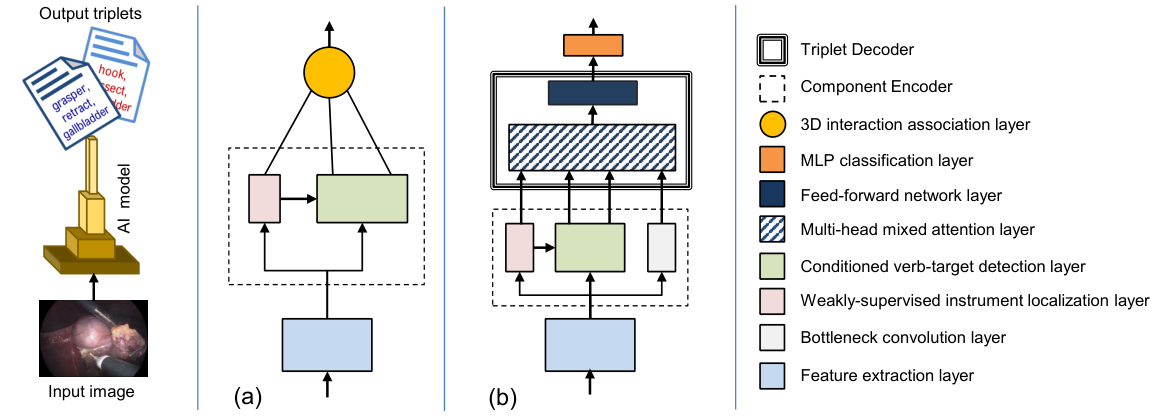 Output triplets
hook,
grasper,
retract,
gallbladder
AI model
Input image
(a)
(b)
Triplet Decoder
Component Encoder
3D interaction association layer
MLP classification layer
Feed-forward network layer
Multi-head mixed attention layer
Conditioned verb-target detection layer
Weakly-supervised instrument localization layer
Bottleneck convolution layer
Feature extraction layer